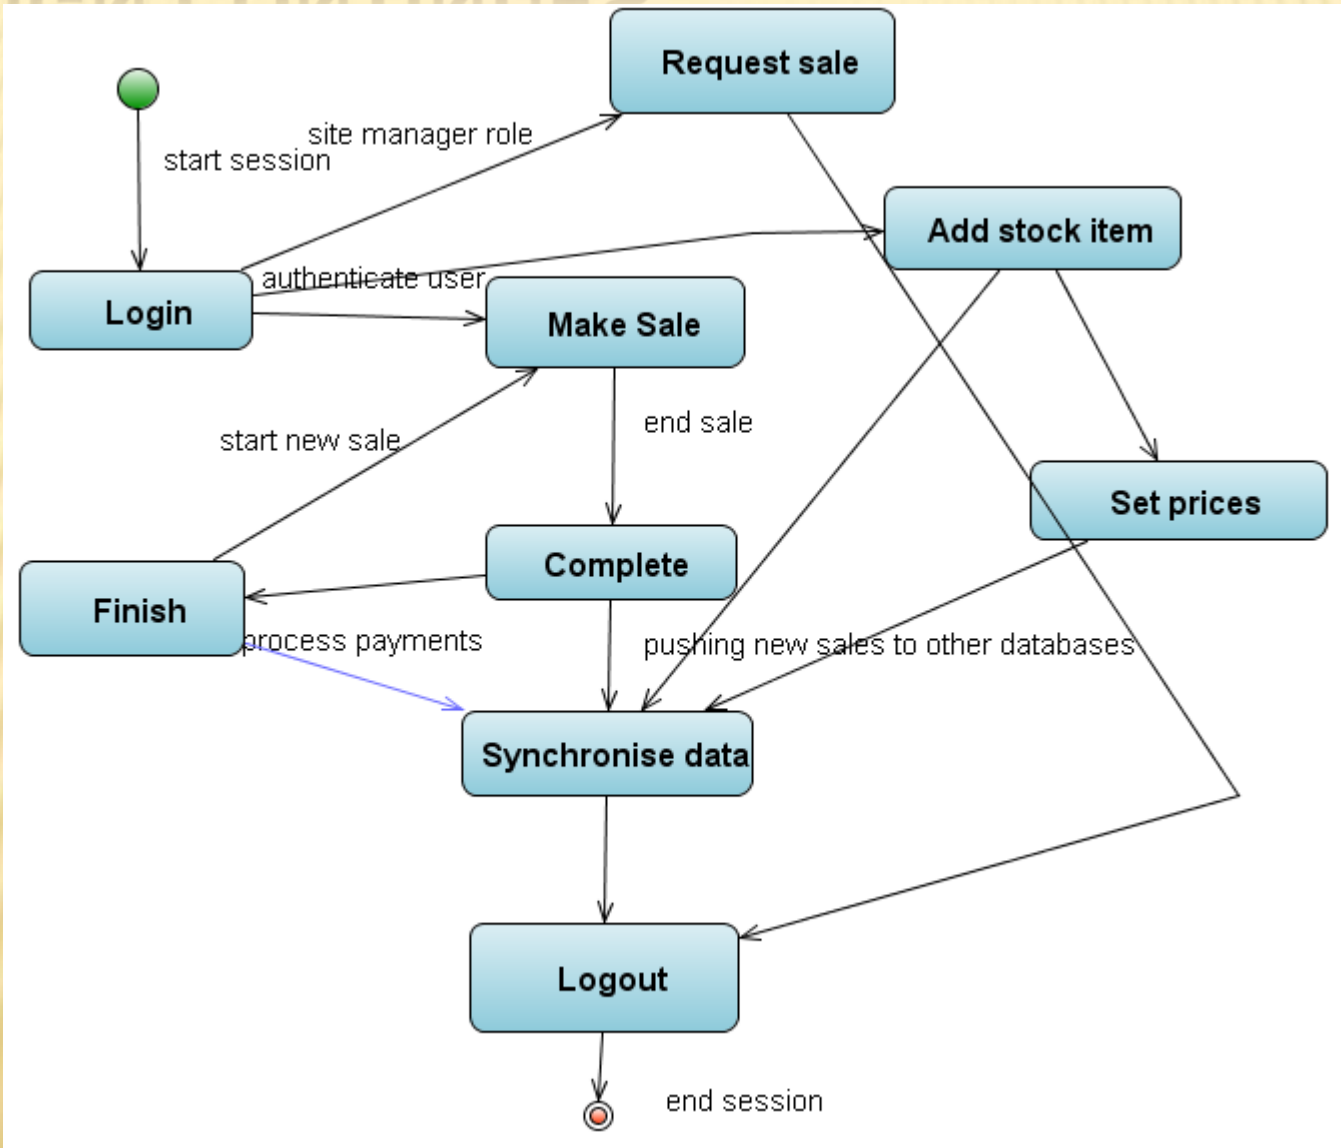 Request sale
site manager role
start session
Add stock item
authenticate user
Login
Make Sale
end sale
start new sale
Set prices
Complete
Finish
process payments
pushing new sales to other databases
Synchronise data
Logout
end session